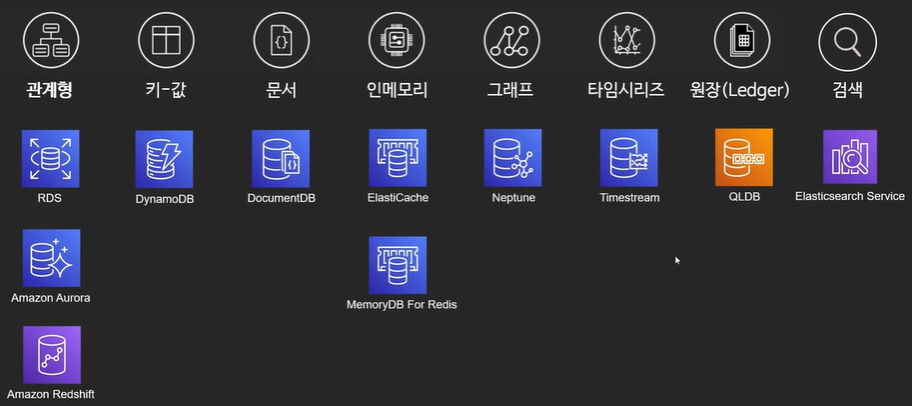 관계형
키-값
문서
인메모리
그래프
타임시리즈
원장(Ledger)
검색
RDS
DynamoDB
DocumentDB
ElastiCache
Neptune
Timestream
QLDB
Elasticsearch Service
Amazon Aurora
MemoryDB For Redis
Amazon Redshift